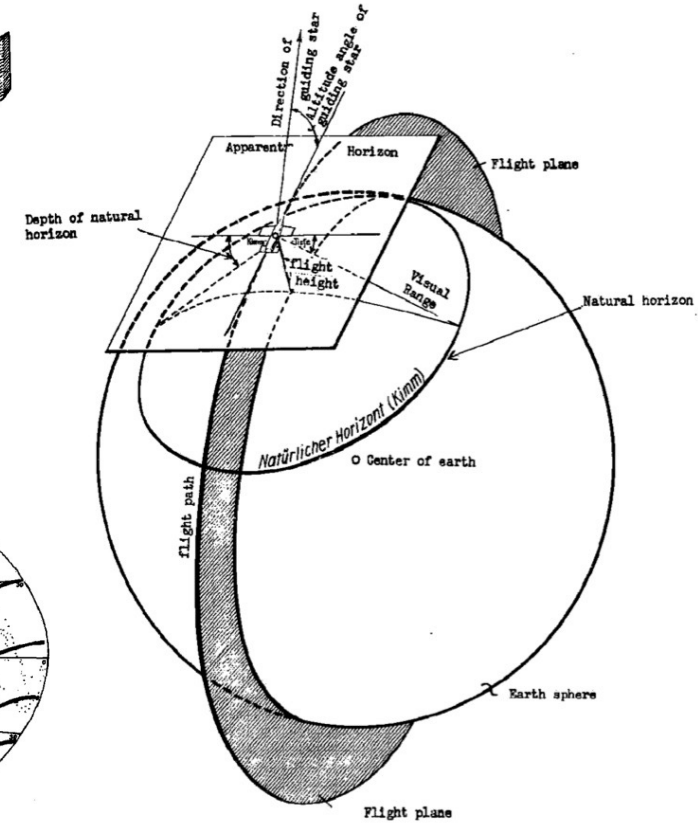 Direction of
guiding star
Altitude angle of
guiding star
Apparent
Horizon
Flight plane
Depth of natural
horizon
flight
height
Visual
Range
Natural horizon
Natürlicher Horizont (Kimm)
Center of earth
flight path
Earth sphere
Flight plane